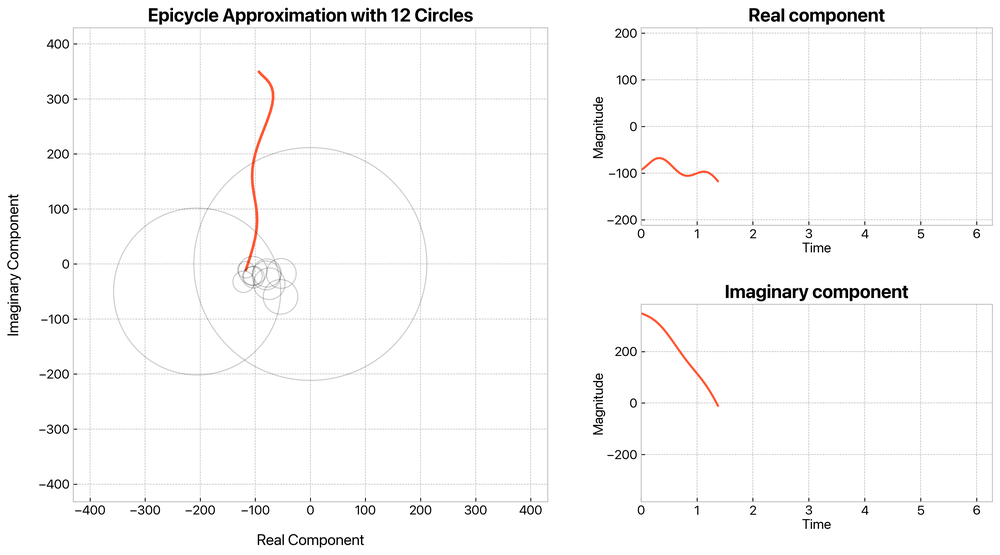 Epicycle Approximation with 12 Circles
400
300
200
100
0
−100
−200
−300
−400
−400 −300 −200 −100 0 100 200 300 400
Imaginary Component
Real Component
Real component
200
100
0
−100
−200
0 1 2 3 4 5 6
Magnitude
Time
Imaginary component
200
0
−200
0 1 2 3 4 5 6
Magnitude
Time